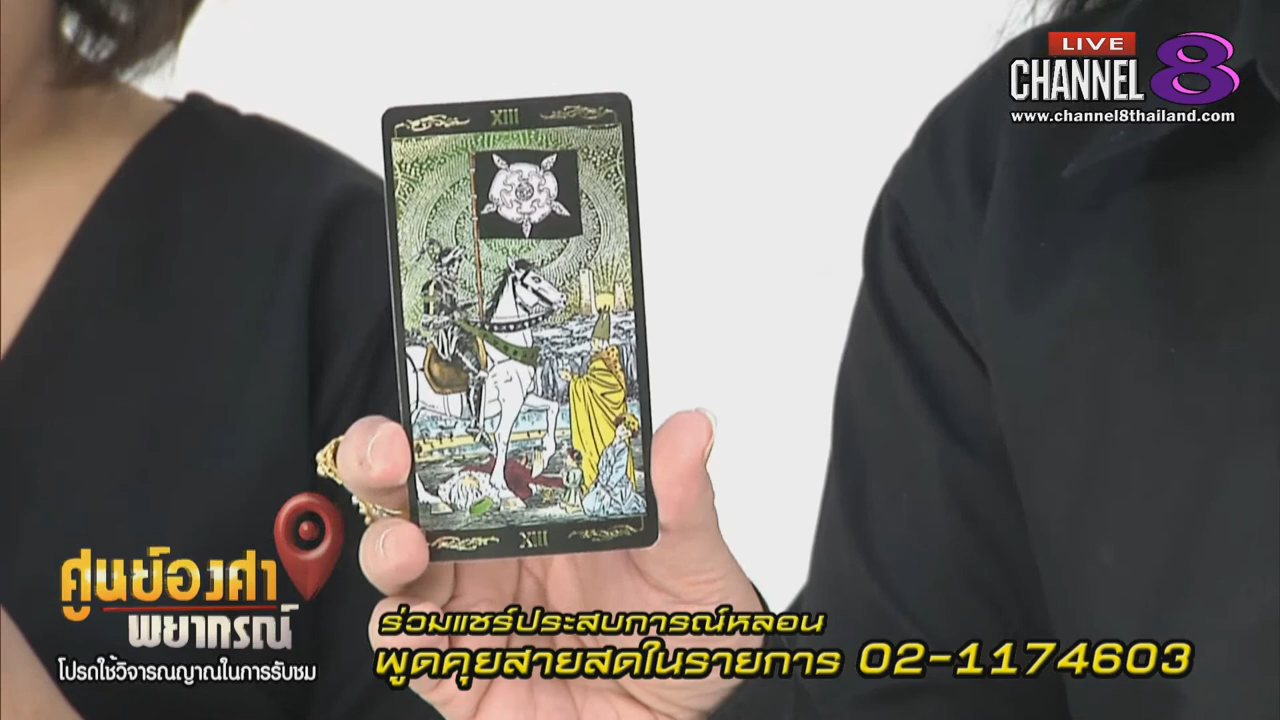 LIVE
CHANNEL 8
www.channel8thailand.com
XIII
XIII
ศูนย์องศา
พยากรณ์
โปรดใช้วิจารณญาณในการรับชม
ร่วมแชร์ประสบการณ์หลอน
พูดคุยสายสดในรายการ 02-1174603